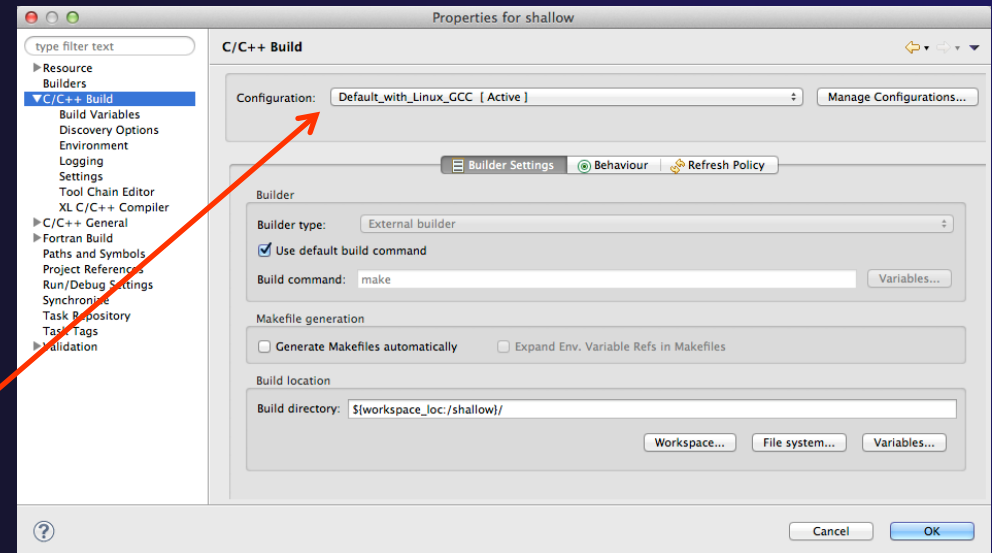 Properties for shallow
type filter text
Resource
Builders
C/C++ Build
Build Variables
Discovery Options
Environment
Logging
Settings
Tool Chain Editor
XL C/C++ Compiler
C/C++ General
Fortran Build
Paths and Symbols
Project References
Run/Debug Settings
Synchronize
Task Repository
Task Tags
Validation
C/C++ Build
Configuration: Default_with_Linux_GCC [ Active ] Manage Configurations...
Builder Settings Behaviour Refresh Policy
Builder
Builder type: External builder
Use default build command
Build command: make Variables...
Makefile generation
Generate Makefiles automatically Expand Env. Variable Refs in Makefiles
Build location
Build directory: ${workspace_loc:/shallow}/
Workspace... File system... Variables...
? Cancel OK